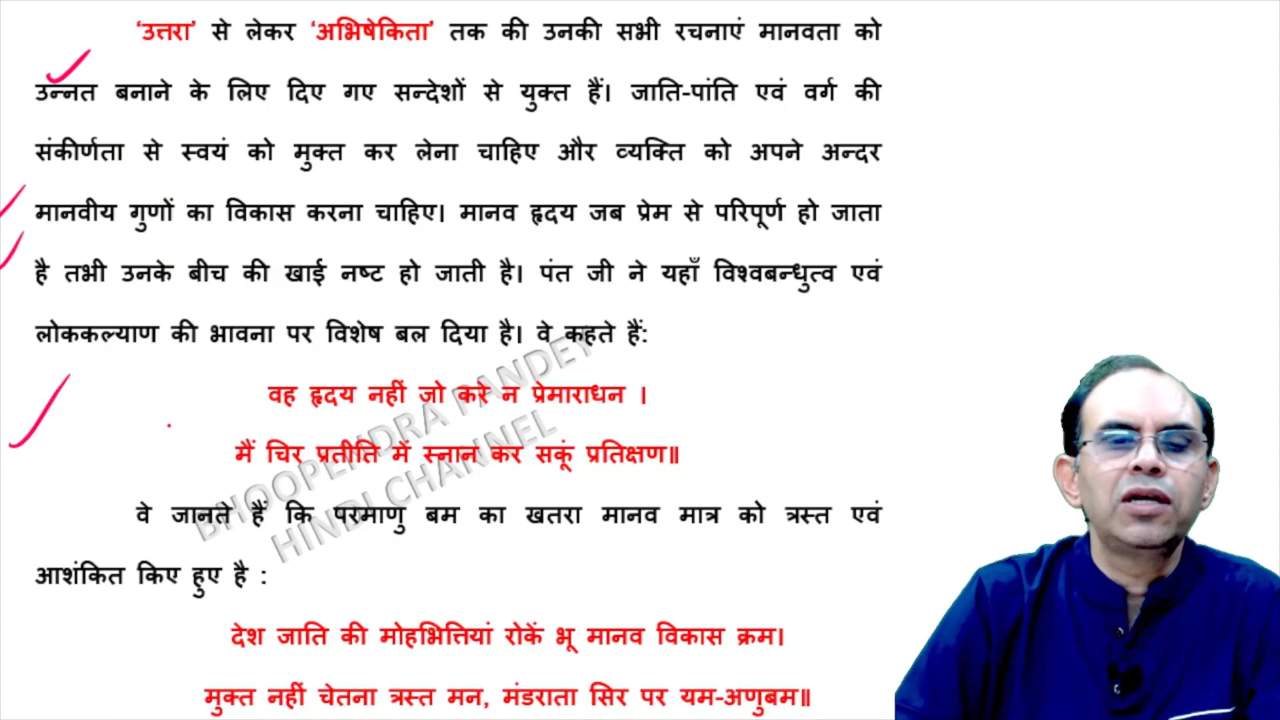 ‘उत्तरा’ से लेकर ‘अभिषेकिता’ तक की उनकी सभी रचनाएं मानवता को
उन्नत बनाने के लिए दिए गए सन्देशों से युक्त हैं। जाति-पांति एवं वर्ग की
संकीर्णता से स्वयं को मुक्त कर लेना चाहिए और व्यक्ति को अपने अन्दर
मानवीय गुणों का विकास करना चाहिए। मानव हृदय जब प्रेम से परिपूर्ण हो जाता
है तभी उनके बीच की खाई नष्ट हो जाती है। पंत जी ने यहाँ विश्वबन्धुत्व एवं
लोककल्याण की भावना पर विशेष बल दिया है। वे कहते हैं:
वह हृदय नहीं जो करे न प्रेमाराधन ।
मैं चिर प्रतीति में स्नान कर सकूं प्रतिक्षण॥
वे जानते हैं कि परमाणु बम का खतरा मानव मात्र को त्रस्त एवं
आशंकित किए हुए है :
देश जाति की मोहभित्तियां रोकें भू मानव विकास क्रम।
मुक्त नहीं चेतना त्रस्त मन, मंडराता सिर पर यम-अणुबम॥
BHOOPENDRA PANDEY
HINDI CHANNEL